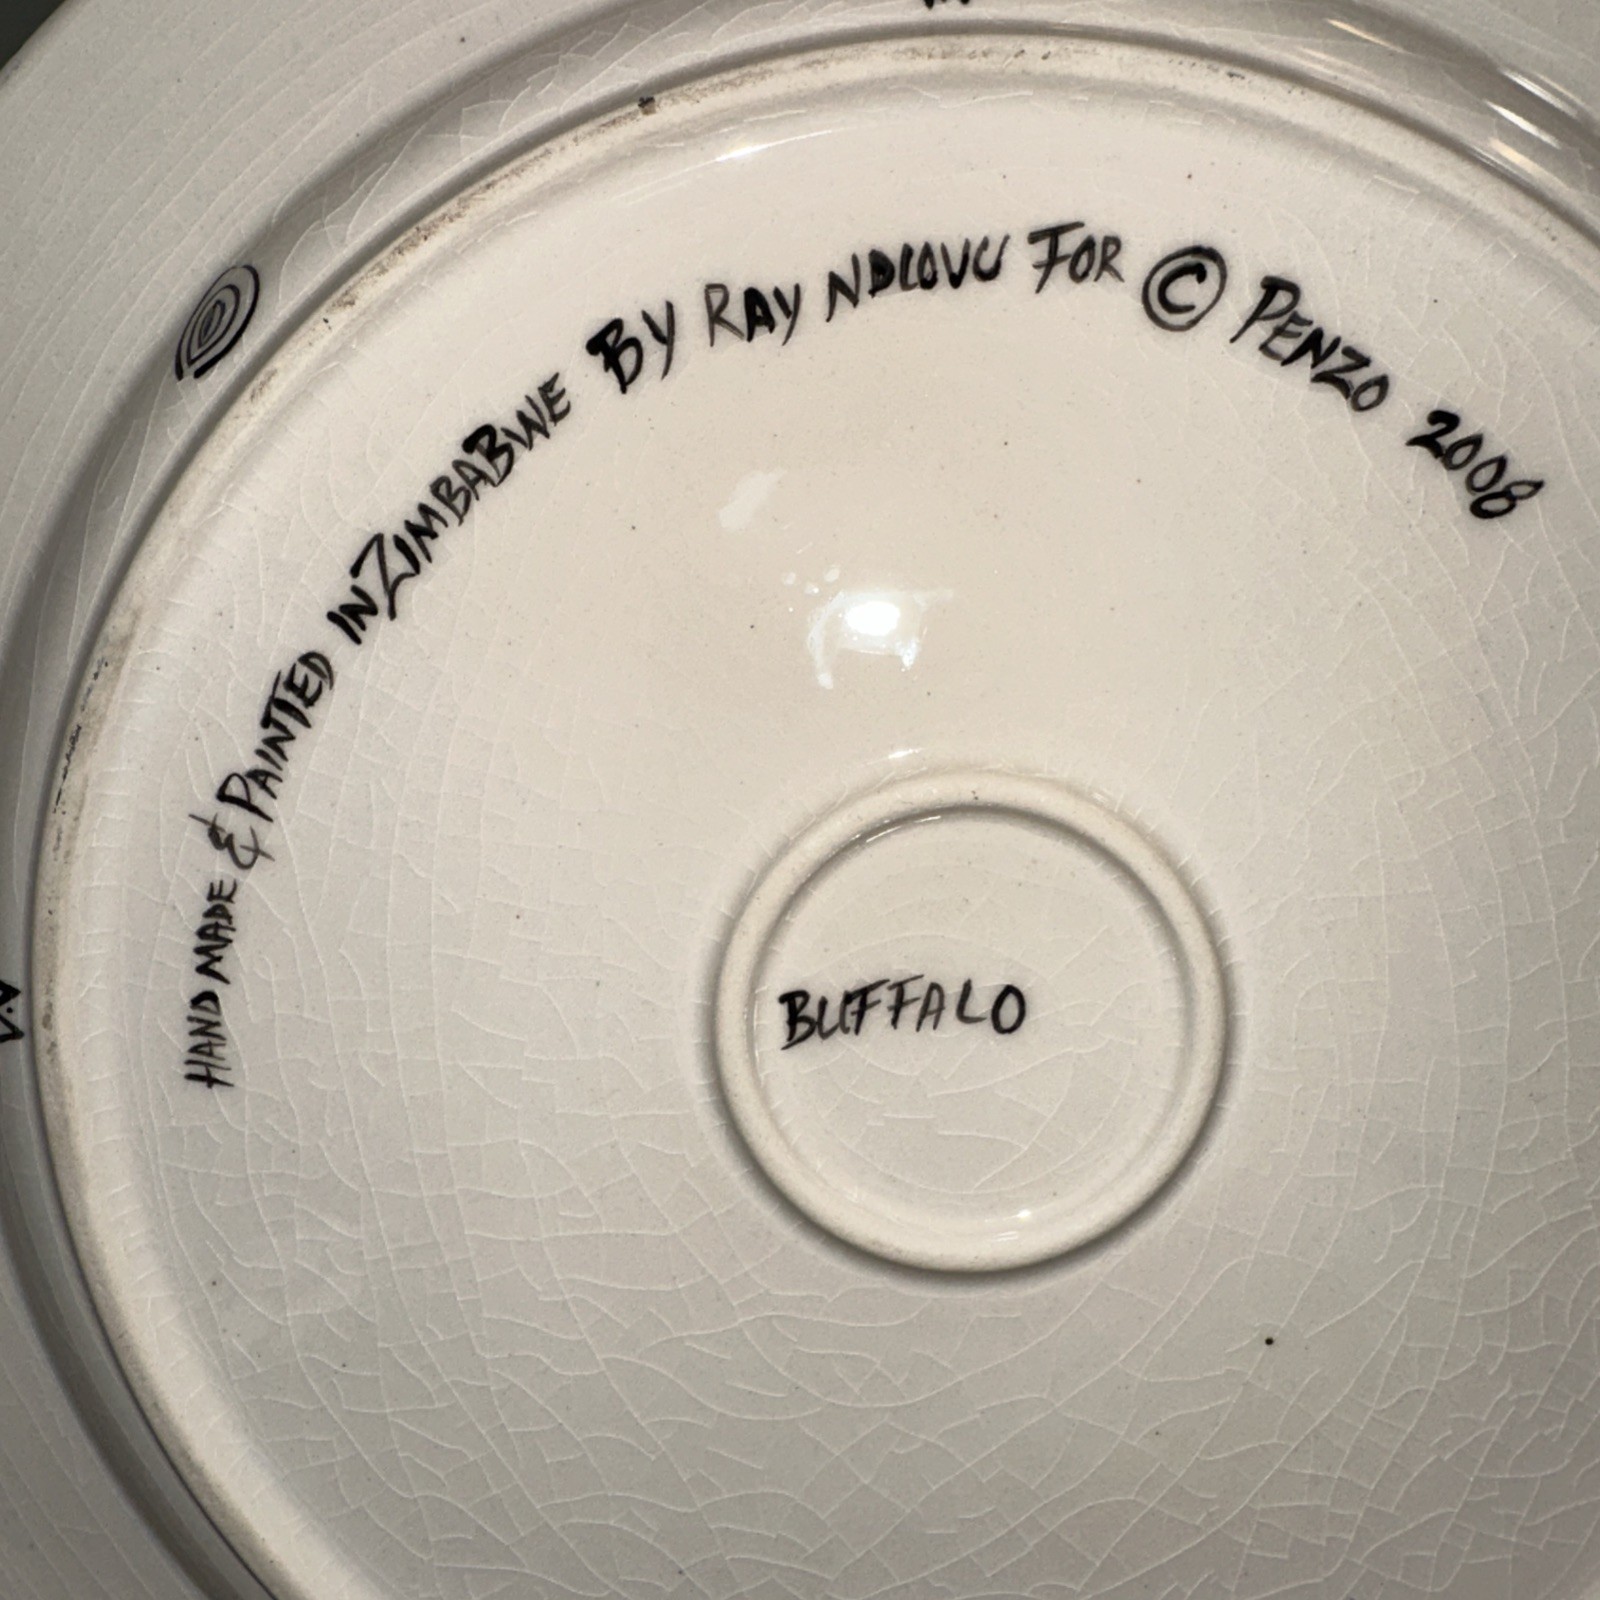 HAND MADE & PAINTED IN ZIMBABWE BY RAY NDLOVU FOR © PENZO 2008
BUFFALO